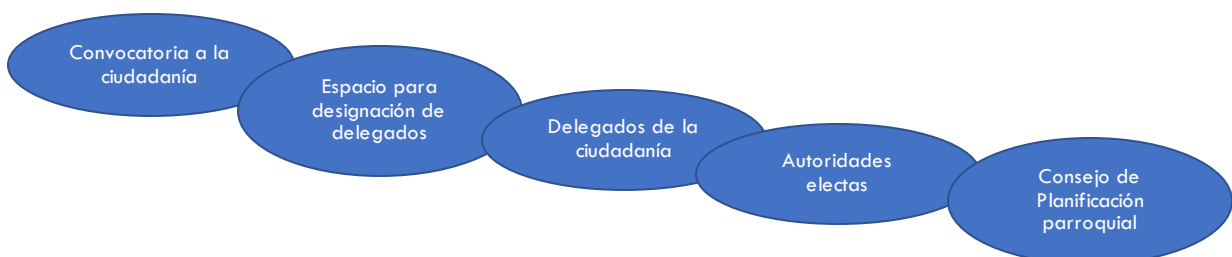 Convocatoria a la
ciudadanía
Espacio para
designación de
delegados
Delegados de la
ciudadanía
Autoridades
electas
Consejo de
Planificación
parroquial